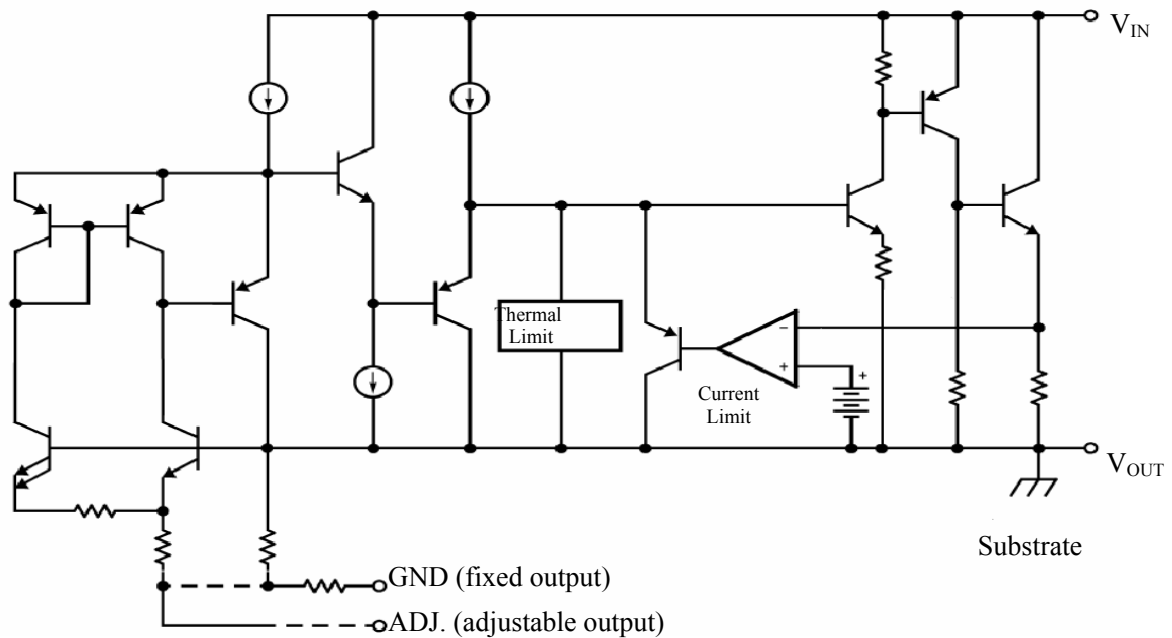 V_IN
Thermal
Limit
−
+
+
Current
Limit
V_OUT
Substrate
GND (fixed output)
ADJ. (adjustable output)